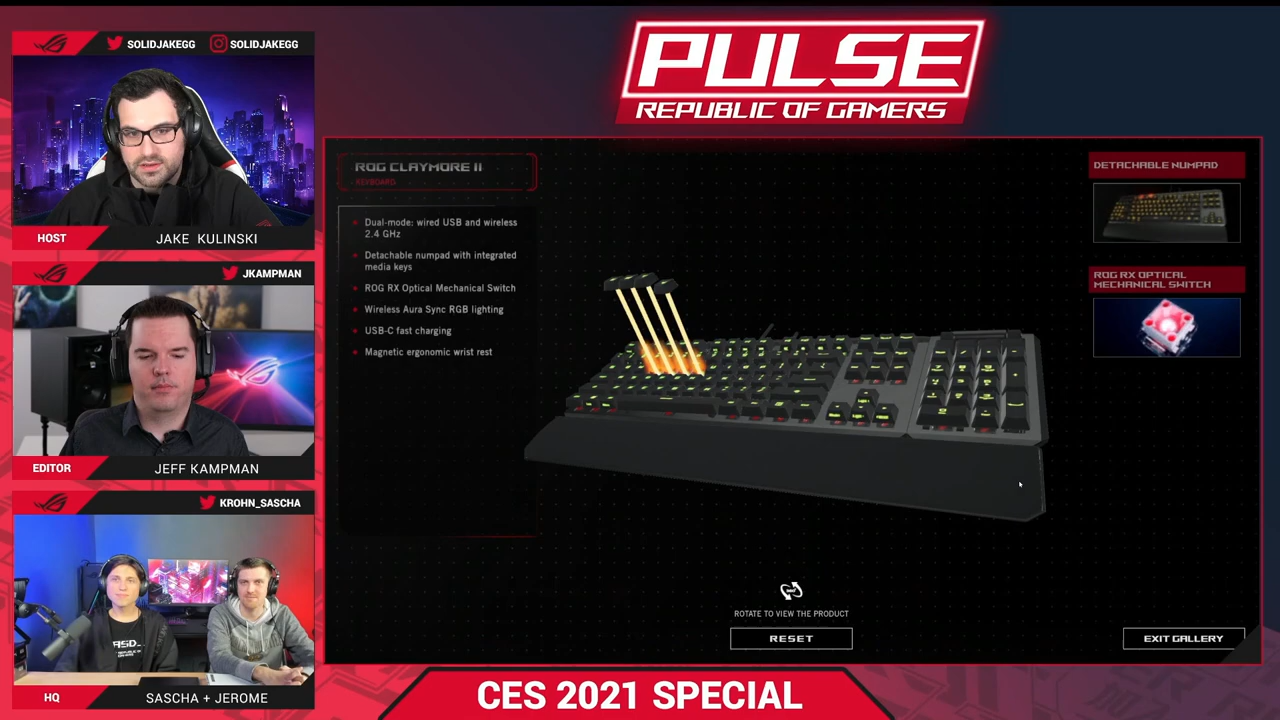 SOLIDJAKEGG
SOLIDJAKEGG
HOST
JAKE KULINSKI
JKAMPMAN
EDITOR
JEFF KAMPMAN
KROHN_SASCHA
HQ
SASCHA + JEROME
PULSE
REPUBLIC OF GAMERS
ROG CLAYMORE II
KEYBOARD
Dual-mode: wired USB and wireless
2.4 GHz
Detachable numpad with integrated
media keys
ROG RX Optical Mechanical Switch
Wireless Aura Sync RGB lighting
USB-C fast charging
Magnetic ergonomic wrist rest
DETACHABLE NUMPAD
ROG RX OPTICAL
MECHANICAL SWITCH
ROTATE TO VIEW THE PRODUCT
RESET
EXIT GALLERY
CES 2021 SPECIAL